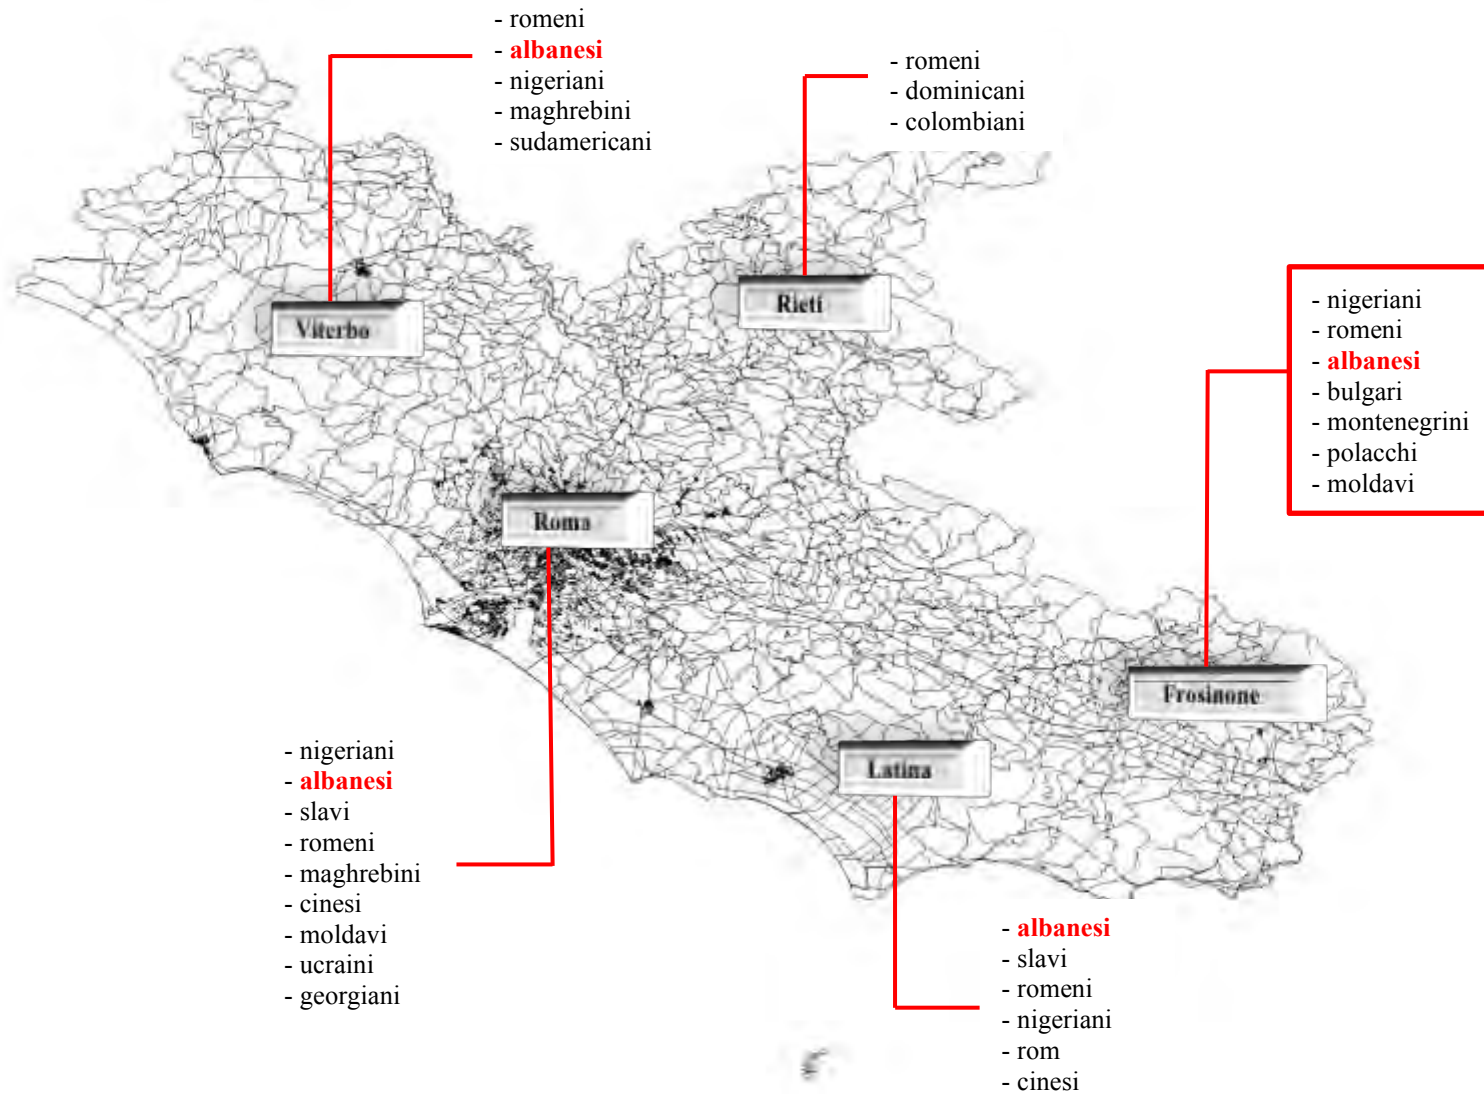 - romeni
- albanesi
- nigeriani
- maghrebini
- sudamericani
- romeni
- dominicani
- colombiani
Viterbo
Rieti
- nigeriani
- romeni
- albanesi
- bulgari
- montenegrini
- polacchi
- moldavi
Roma
Frosinone
Latina
- nigeriani
- albanesi
- slavi
- romeni
- maghrebini
- cinesi
- moldavi
- ucraini
- georgiani
- albanesi
- slavi
- romeni
- nigeriani
- rom
- cinesi